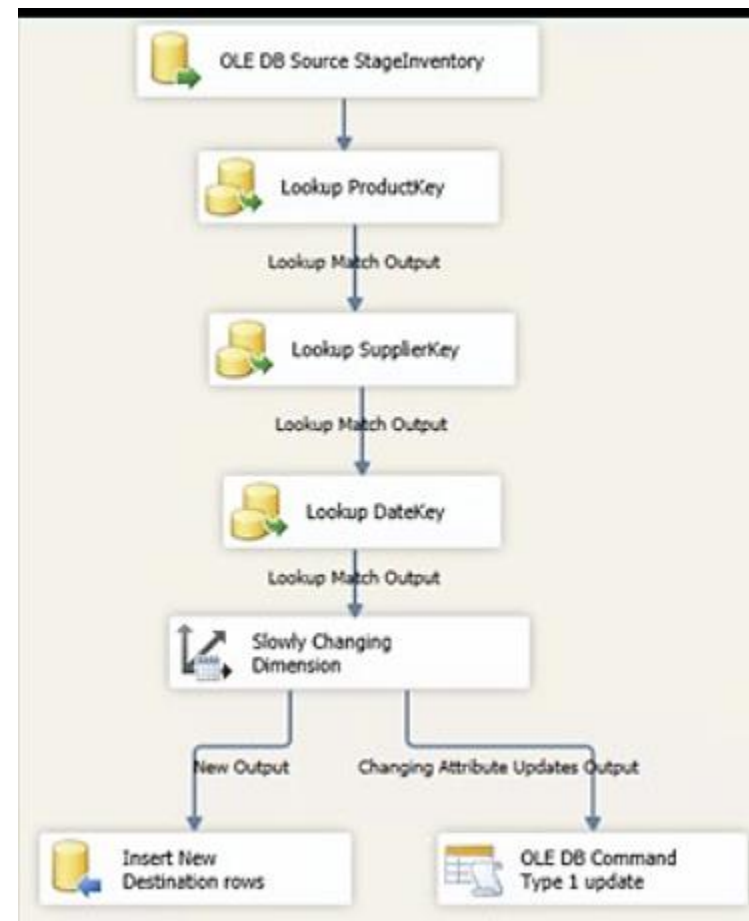 OLE DB Source StageInventory
Lookup ProductKey
Lookup Match Output
Lookup SupplierKey
Lookup Match Output
Lookup DateKey
Lookup Match Output
Slowly Changing
Dimension
New Output
Changing Attribute Updates Output
Insert New
Destination rows
OLE DB Command
Type 1 update